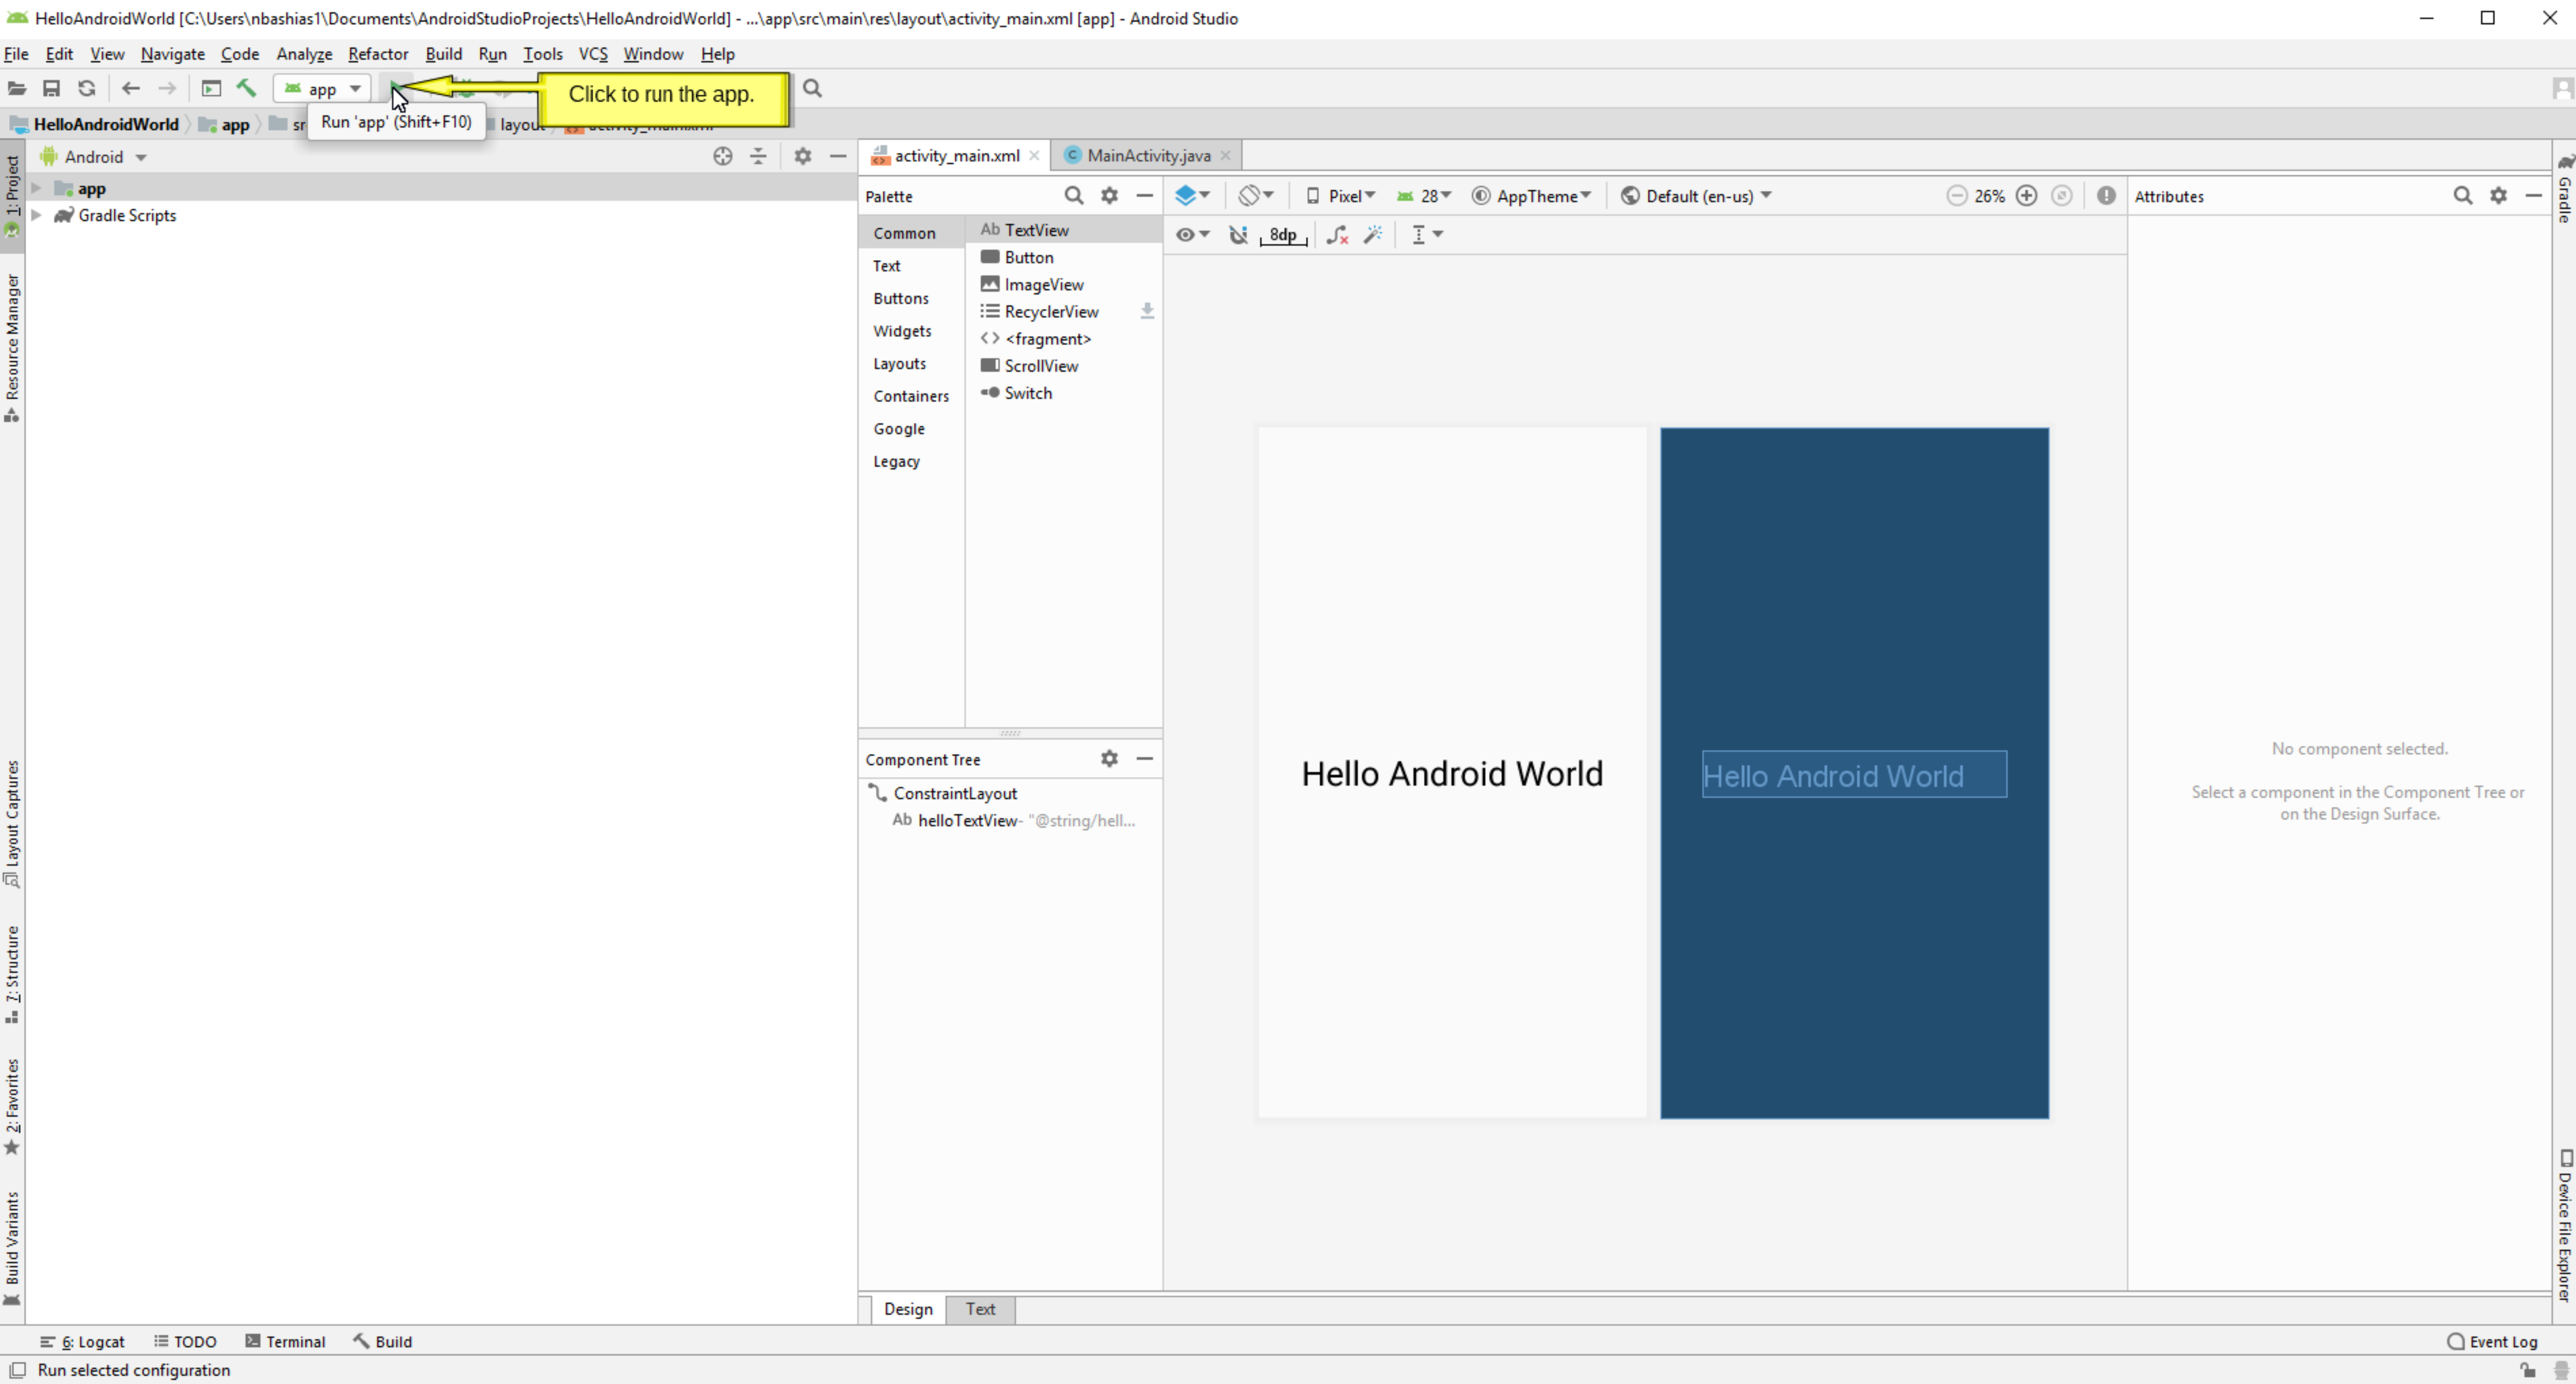 HelloAndroidWorld [C:\Users\nbashias1\Documents\AndroidStudioProjects\HelloAndroidWorld] - ...\app\src\main\res\layout\activity_main.xml [app] - Android Studio
File Edit View Navigate Code Analyze Refactor Build Run Tools VCS Window Help
app
Click to run the app.
HelloAndroidWorld app sr layout activity_main.xml
Run 'app' (Shift+F10)
1: Project
Resource Manager
Layout Captures
7: Structure
2: Favorites
Build Variants
Android
app
Gradle Scripts
activity_main.xml MainActivity.java
Palette
Common
Text
Buttons
Widgets
Layouts
Containers
Google
Legacy
Ab TextView
Button
ImageView
RecyclerView
<fragment>
ScrollView
Switch
Component Tree
ConstraintLayout
Ab helloTextView- "@string/hell...
Pixel 28 AppTheme Default (en-us) 26%
8dp
Hello Android World
Hello Android World
Attributes
No component selected.
Select a component in the Component Tree or
on the Design Surface.
Gradle
Device File Explorer
Design Text
6: Logcat TODO Terminal Build Event Log
Run selected configuration